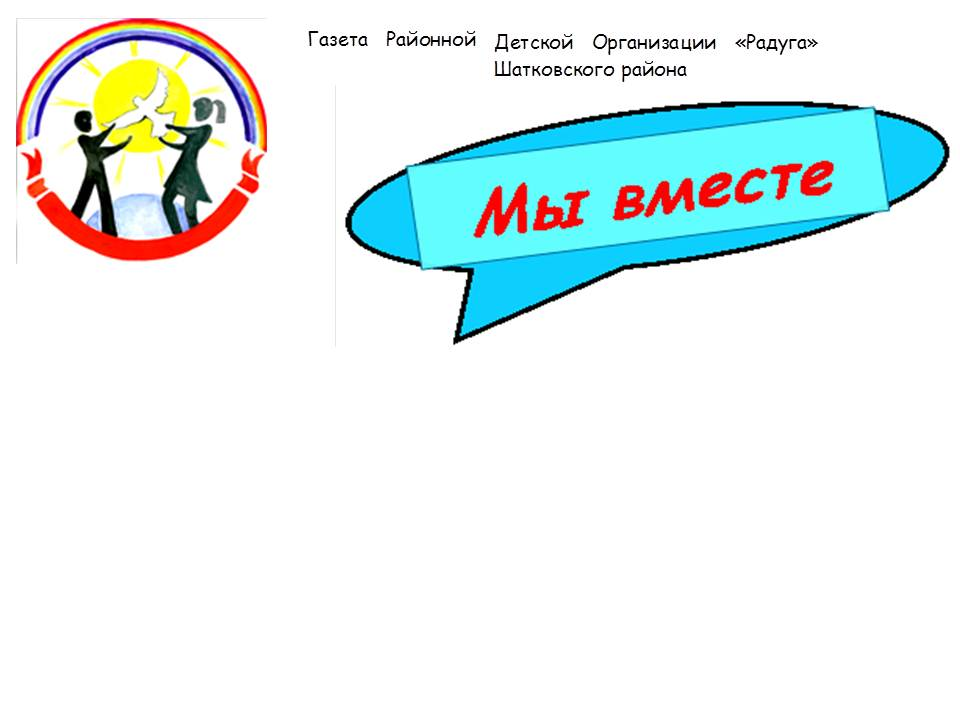 Газета Районной Детской Организации «Радуга»
Шатковского района
Мы вместе